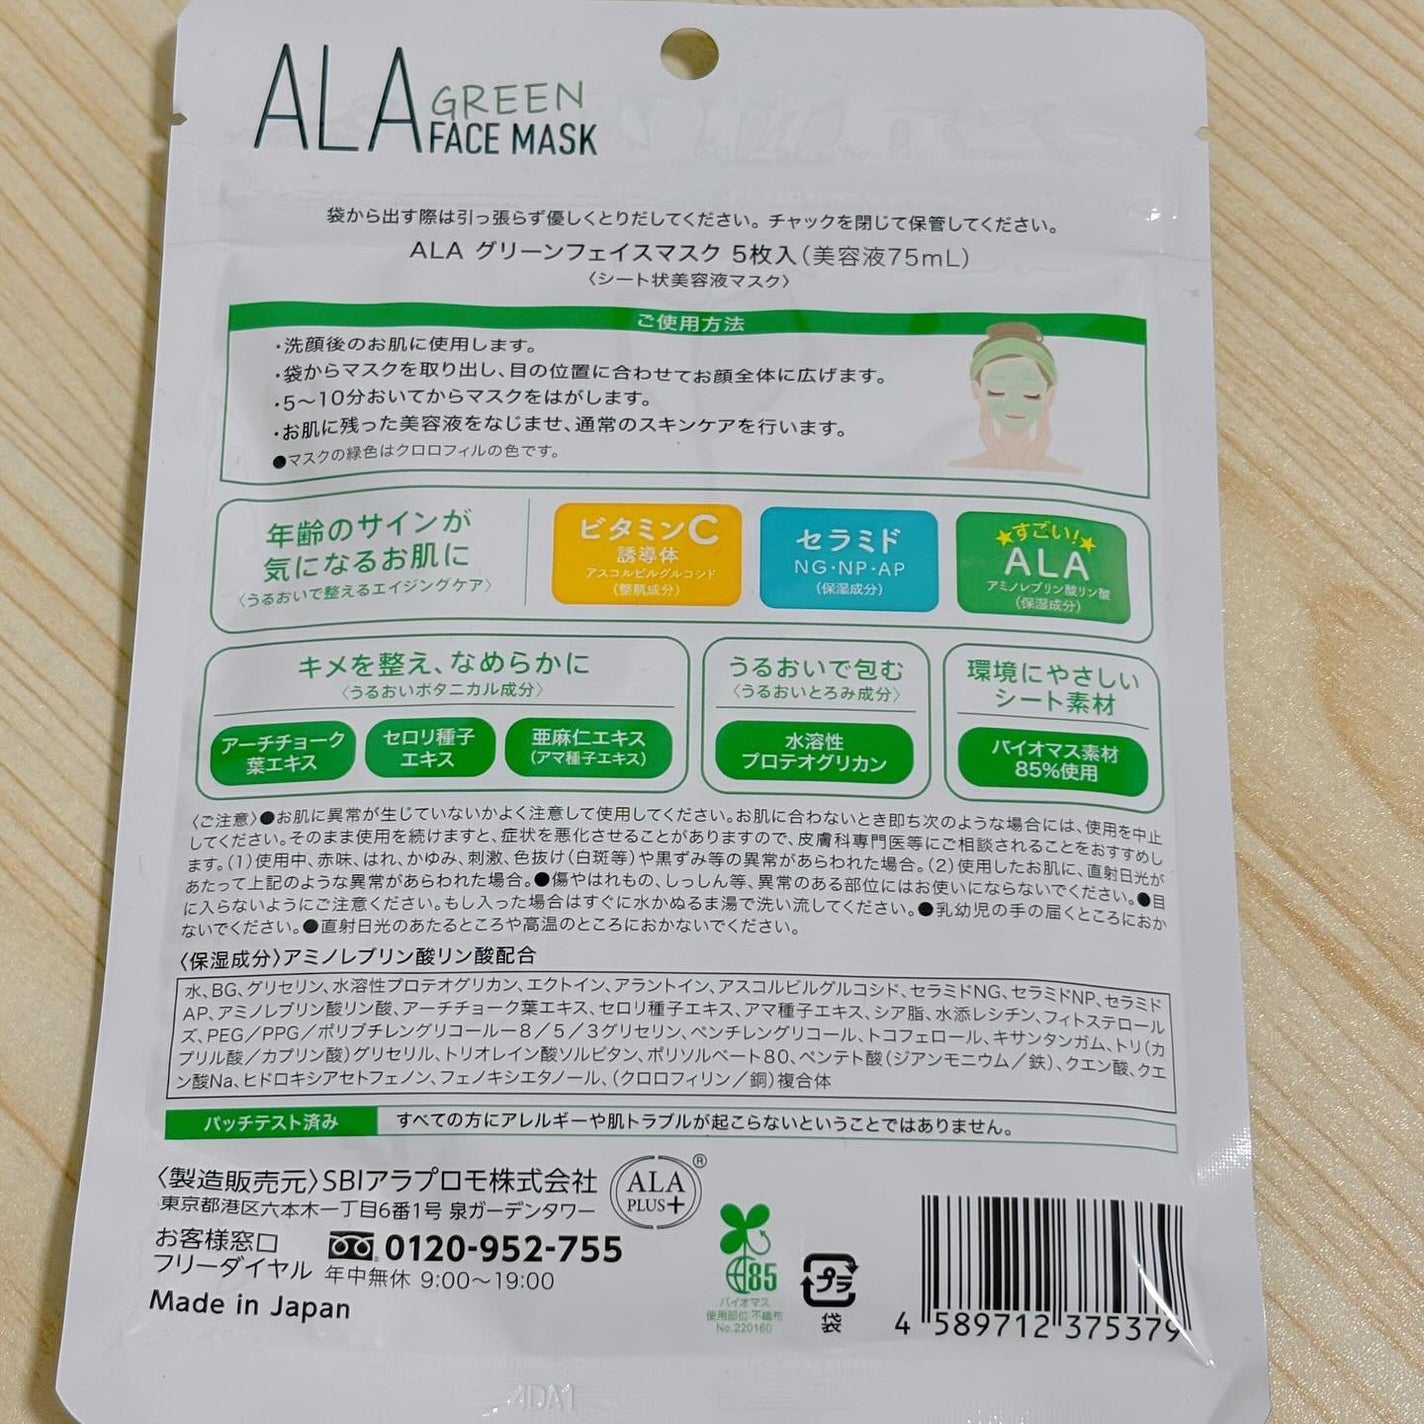 ALA GREEN
FACE MASK
袋から出す際は引っ張らず優しくとりだしてください。チャックを閉じて保管してください。
ALA グリーンフェイスマスク 5枚入(美容液75mL)
〈シート状美容液マスク〉
ご使用方法
・洗顔後のお肌に使用します。
・袋からマスクを取り出し、目の位置に合わせてお顔全体に広げます。
・5〜10分おいてからマスクをはがします。
・お肌に残った美容液をなじませ、通常のスキンケアを行います。
●マスクの緑色はクロロフィルの色です。
年齢のサインが
気になるお肌に
〈うるおいで整えるエイジングケア〉
ビタミンC
誘導体
アスコルビルグルコシド
(整肌成分)
セラミド
NG・NP・AP
(保湿成分)
すごい!
ALA
アミノレブリン酸リン酸
(保湿成分)
キメを整え、なめらかに
〈うるおいボタニカル成分〉
アーチチョーク
葉エキス
セロリ種子
エキス
亜麻仁エキス
(アマ種子エキス)
うるおいで包む
〈うるおいとろみ成分〉
水溶性
プロテオグリカン
環境にやさしい
シート素材
バイオマス素材
85%使用
〈ご注意〉●お肌に異常が生じていないかよく注意して使用してください。お肌に合わないとき即ち次のような場合には、使用を中止
してください。そのまま使用を続けますと、症状を悪化させることがありますので、皮膚科専門医等にご相談されることをおすすめし
ます。(1)使用中、赤味、はれ、かゆみ、刺激、色抜け(白斑等)や黒ずみ等の異常があらわれた場合。(2)使用したお肌に、直射日光が
あたって上記のような異常があらわれた場合。●傷やはれもの、しっしん等、異常のある部位にはお使いにならないでください。●目
に入らないようにご注意ください。もし入った場合はすぐに水かぬるま湯で洗い流してください。●乳幼児の手の届くところにおか
ないでください。●直射日光のあたるところや高温のところにおかないでください。
〈保湿成分〉アミノレブリン酸リン酸配合
水、BG、グリセリン、水溶性プロテオグリカン、エクトイン、アラントイン、アスコルビルグルコシド、セラミドNG、セラミドNP、セラミド
AP、アミノレブリン酸リン酸、アーチチョーク葉エキス、セロリ種子エキス、アマ種子エキス、シア脂、水添レシチン、フィトステロール
ズ、PEG/PPG/ポリブチレングリコールー8/5/3グリセリン、ペンチレングリコール、トコフェロール、キサンタンガム、トリ(カ
プリル酸/カプリン酸)グリセリル、トリオレイン酸ソルビタン、ポリソルベート80、ペンテト酸(ジアンモニウム/鉄)、クエン酸、クエ
ン酸Na、ヒドロキシアセトフェノン、フェノキシエタノール、(クロロフィリン/銅)複合体
パッチテスト済み
すべての方にアレルギーや肌トラブルが起こらないということではありません。
〈製造販売元〉SBIアラプロモ株式会社
東京都港区六本木一丁目6番1号 泉ガーデンタワー
ALA
PLUS+
®
お客様窓口
フリーダイヤル
0120-952-755
年中無休 9:00〜19:00
Made in Japan
85
バイオマス
使用部位:不織布
No.220160
プラ
袋
4 589712 375379
ADA1